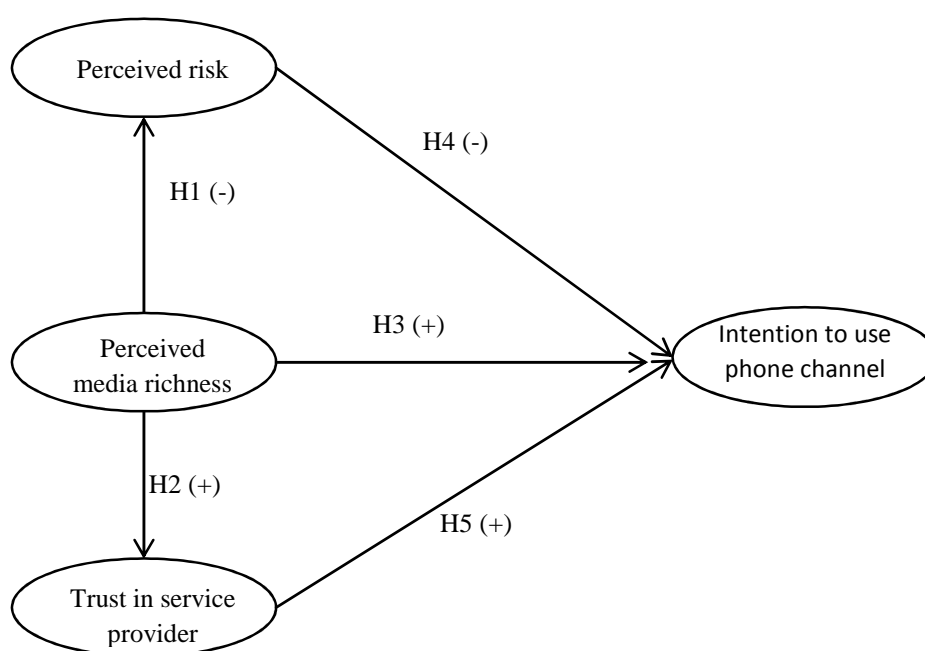 Perceived risk
H4 (-)
H1 (-)
H3 (+)
Perceived
media richness
Intention to use
phone channel
H2 (+)
H5 (+)
Trust in service
provider